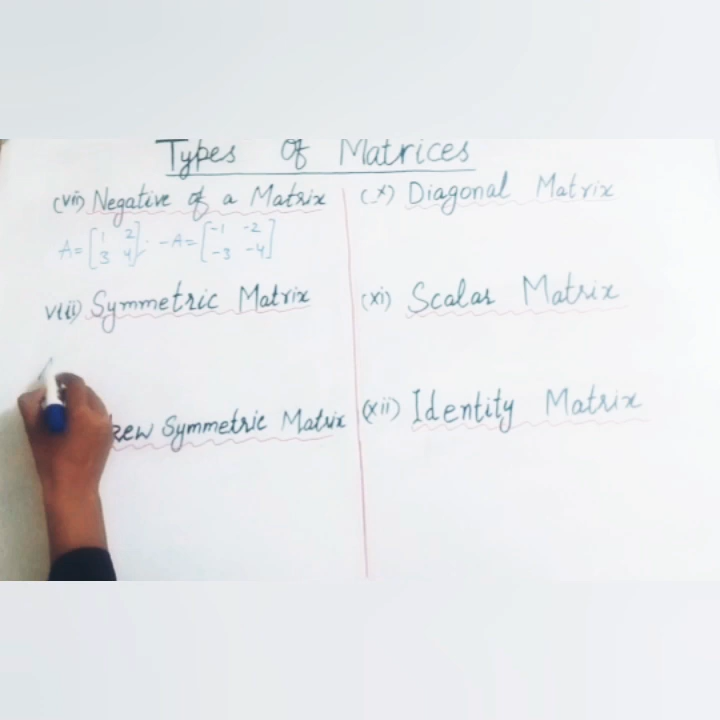 Types Of Matrices
(vii) Negative of a Matrix
A = [1 2 3 4]; -A = [-1 -2 -3 -4]
viii) Symmetric Matrix
kew Symmetric Matrix
(x) Diagonal Matrix
(xi) Scalar Matrix
(xii) Identity Matrix